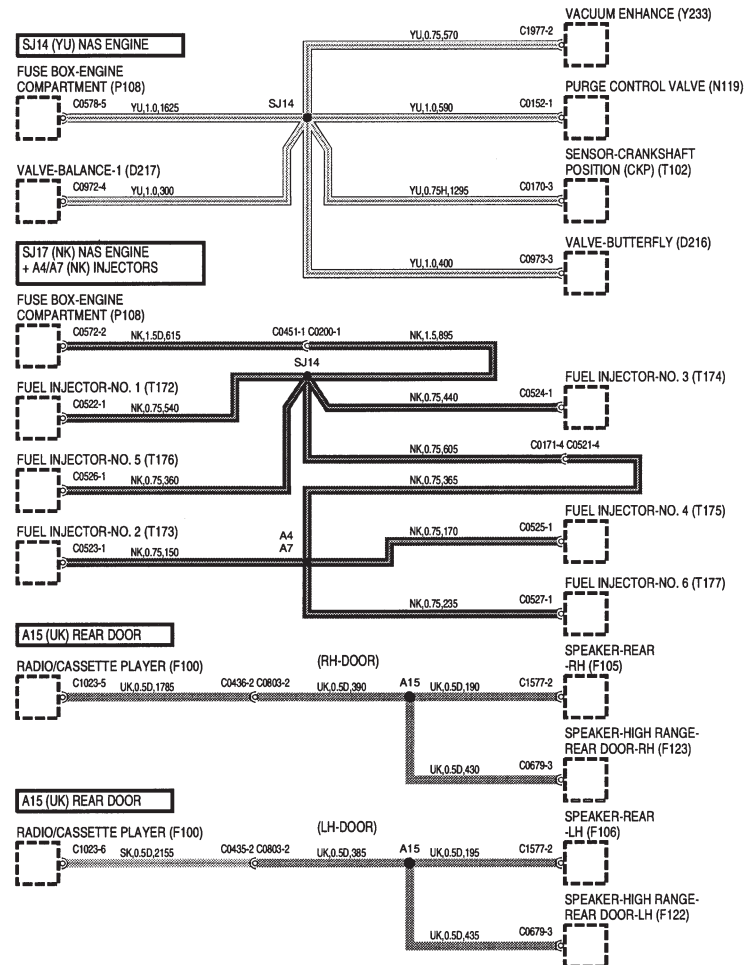 VACUUM ENHANCE (Y233)
YU,0.75,570
C1977-2
SJ14 (YU) NAS ENGINE
FUSE BOX-ENGINE
COMPARTMENT (P108)
C0578-5
YU,1.0,1625
SJ14
YU,1.0,590
C0152-1
PURGE CONTROL VALVE (N119)
SENSOR-CRANKSHAFT
POSITION (CKP) (T102)
VALVE-BALANCE-1 (D217)
C0972-4
YU,1.0,300
YU,0.75H,1295
C0170-3
VALVE-BUTTERFLY (D216)
SJ17 (NK) NAS ENGINE
+ A4/A7 (NK) INJECTORS
YU,1.0,400
C0973-3
FUSE BOX-ENGINE
COMPARTMENT (P108)
C0572-2
NK,1.5D,615
C0451-1 C0200-1
NK,1.5,895
SJ14
FUEL INJECTOR-NO. 1 (T172)
C0522-1
NK,0.75,540
NK,0.75,440
C0524-1
FUEL INJECTOR-NO. 3 (T174)
NK,0.75,605
C0171-4 C0521-4
FUEL INJECTOR-NO. 5 (T176)
C0526-1
NK,0.75,360
NK,0.75,365
FUEL INJECTOR-NO. 4 (T175)
FUEL INJECTOR-NO. 2 (T173)
C0523-1
NK,0.75,150
A4
A7
NK,0.75,170
C0525-1
FUEL INJECTOR-NO. 6 (T177)
NK,0.75,235
C0527-1
A15 (UK) REAR DOOR
RADIO/CASSETTE PLAYER (F100)
(RH-DOOR)
SPEAKER-REAR
-RH (F105)
C1023-5
UK,0.5D,1785
C0436-2 C0803-2
UK,0.5D,390
A15
UK,0.5D,190
C1577-2
SPEAKER-HIGH RANGE-
REAR DOOR-RH (F123)
UK,0.5D,430
C0679-3
A15 (UK) REAR DOOR
RADIO/CASSETTE PLAYER (F100)
(LH-DOOR)
SPEAKER-REAR
-LH (F106)
C1023-6
SK,0.5D,2155
C0435-2 C0803-2
UK,0.5D,385
A15
UK,0.5D,195
C1577-2
SPEAKER-HIGH RANGE-
REAR DOOR-LH (F122)
UK,0.5D,435
C0679-3